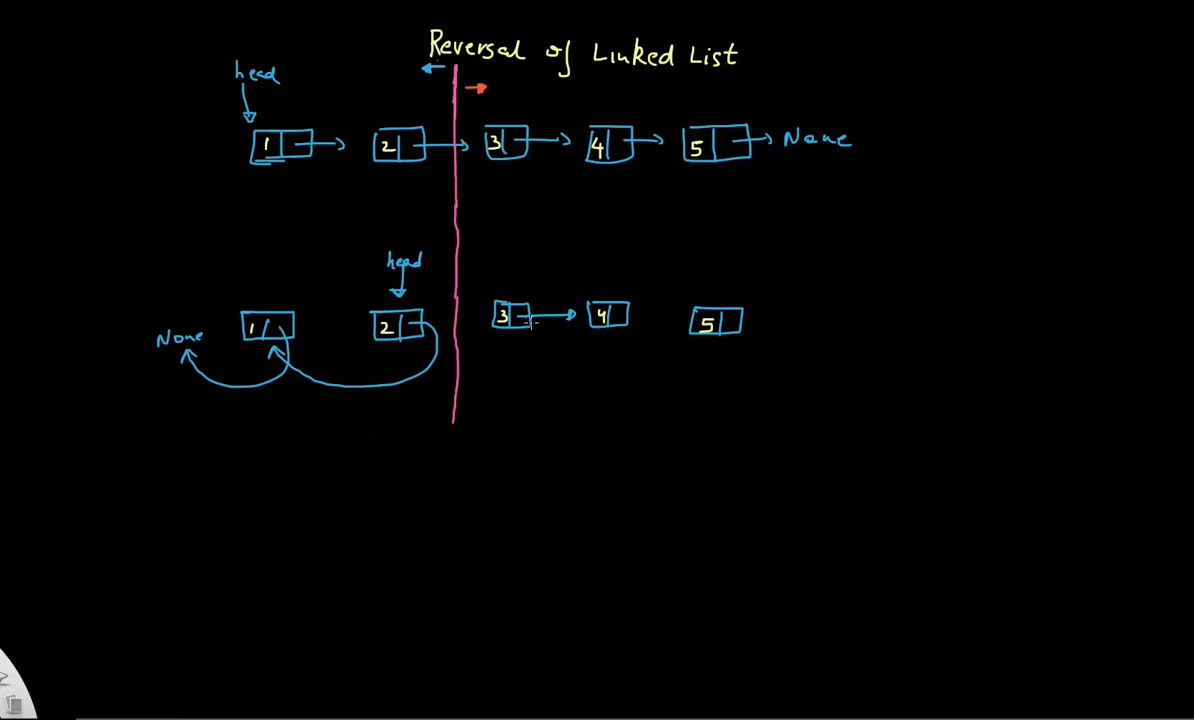 Reversal of Linked List
head
1 2 3 4 5 None
head
None 1 2 3 4 5